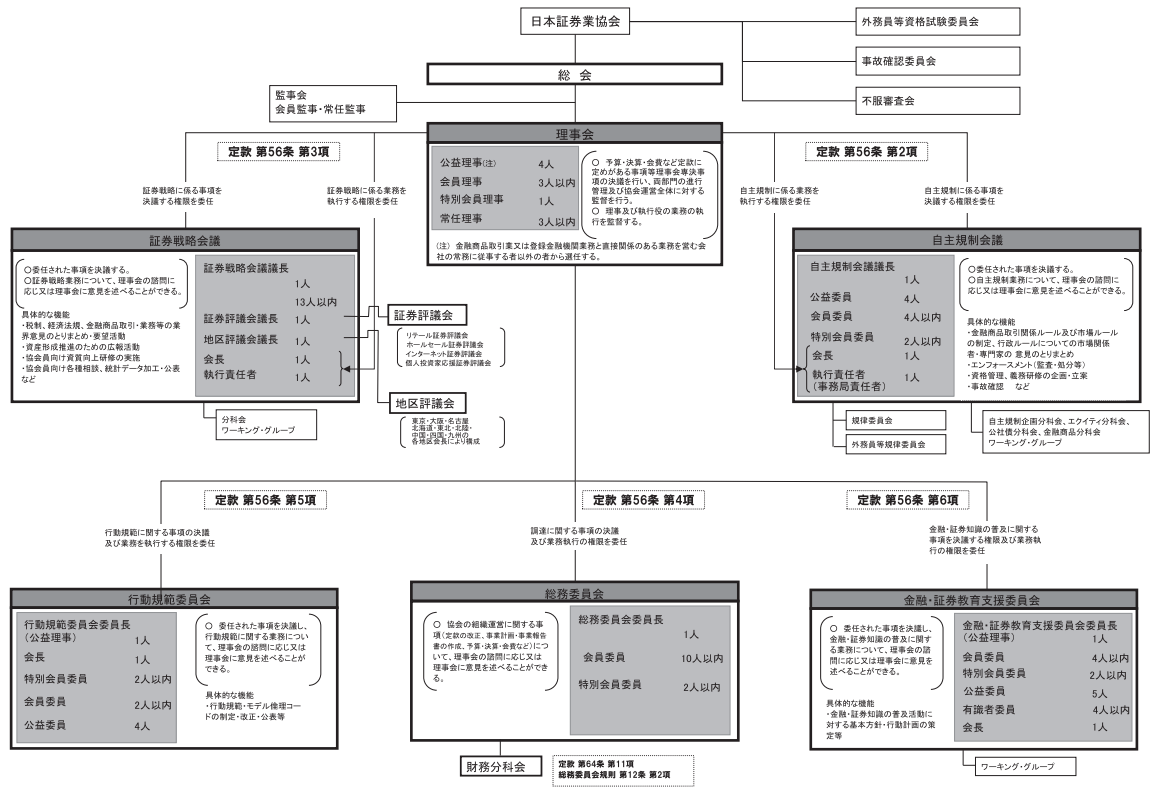 日本証券業協会
外務員等資格試験委員会
事故確認委員会
不服審査会
総　会
監事会
会員監事・常任監事
理事会
公益理事(注)　4人
会員理事　3人以内
特別会員理事　1人
常任理事　3人以内
○　予算・決算・会費など定款に
定めがある事項等理事会専決事
項の決議を行い、両部門の進行
管理及び協会運営全体に対する
監督を行う。
○　理事及び執行役の業務の執
行を監督する。
(注)　金融商品取引業又は登録金融機関業務と直接関係のある業務を営む会
社の常務に従事する者以外の者から選任する。
定款 第56条 第3項
証券戦略に係る事項を
決議する権限を委任
証券戦略に係る業務を
執行する権限を委任
定款 第56条 第2項
自主規制に係る業務を
執行する権限を委任
自主規制に係る事項を
決議する権限を委任
証券戦略会議
○委任された事項を決議する。
○証券戦略業務について、理事会の諮問に
応じ又は理事会に意見を述べることができる。
具体的な機能
・税制、経済法規、金融商品取引・業務等の業
界意見のとりまとめ・要望活動
・資産形成推進のための広報活動
・協会員向け資質向上研修の実施
・協会員向け各種相談、統計データ加工・公表
など
証券戦略会議議長
1人
13人以内
証券評議会議長　1人
地区評議会議長　1人
会長　1人
執行責任者　1人
分科会
ワーキング・グループ
証券評議会
リテール証券評議会
ホールセール証券評議会
インターネット証券評議会
個人投資家応援証券評議会
地区評議会
東京・大阪・名古屋
北海道・東北・北陸・
中国・四国・九州の
各地区会長により構成
自主規制会議
自主規制会議議長
1人
公益委員　4人
会員委員　4人以内
特別会員委員　2人以内
会長　1人
執行責任者　1人
（事務局責任者）
○委任された事項を決議する。
○自主規制業務について、理事会の諮問に
応じ又は理事会に意見を述べることができる。
具体的な機能
・金融商品取引関係ルール及び市場ルール
の制定、行政ルールについての市場関係
者・専門家の 意見のとりまとめ
・エンフォースメント（監査・処分等）
・資格管理、義務研修の企画・立案
・事故確認　など
規律委員会
外務員等規律委員会
自主規制企画分科会、エクイティ分科会、
公社債分科会、金融商品分科会
ワーキング・グループ
定款 第56条 第5項
行動規範に関する事項の決議
及び業務を執行する権限を委任
定款 第56条 第4項
調達に関する事項の決議
及び業務執行の権限を委任
定款 第56条 第6項
金融・証券知識の普及に関する
事項を決議する権限及び業務執
行の権限を委任
行動規範委員会
行動規範委員会委員長
（公益理事）　1人
会長　1人
特別会員委員　2人以内
会員委員　2人以内
公益委員　4人
○　委任された事項を決議し、
行動規範に関する業務につい
て、理事会の諮問に応じ又は
理事会に意見を述べることが
できる。
具体的な機能
・行動規範・モデル倫理コー
ドの制定・改正・公表等
総務委員会
○　協会の組織運営に関する事
項（定款の改正、事業計画・事業報告
書の作成、予算・決算・会費など）につ
いて、理事会の諮問に応じ又は
理事会に意見を述べることができ
る。
総務委員会委員長
1人
会員委員　10人以内
特別会員委員　2人以内
財務分科会
定款 第64条 第11項
総務委員会規則 第12条 第2項
金融・証券教育支援委員会
○　委任された事項を決議し、
金融・証券知識の普及に関す
る業務について、理事会の諮
問に応じ又は理事会に意見を
述べることができる。
具体的な機能
・金融・証券知識の普及活動に
対する基本方針・行動計画の策
定等
金融・証券教育支援委員会委員長
（公益理事）　1人
会員委員　4人以内
特別会員委員　2人以内
公益委員　5人
有識者委員　4人以内
会長　1人
ワーキング・グループ